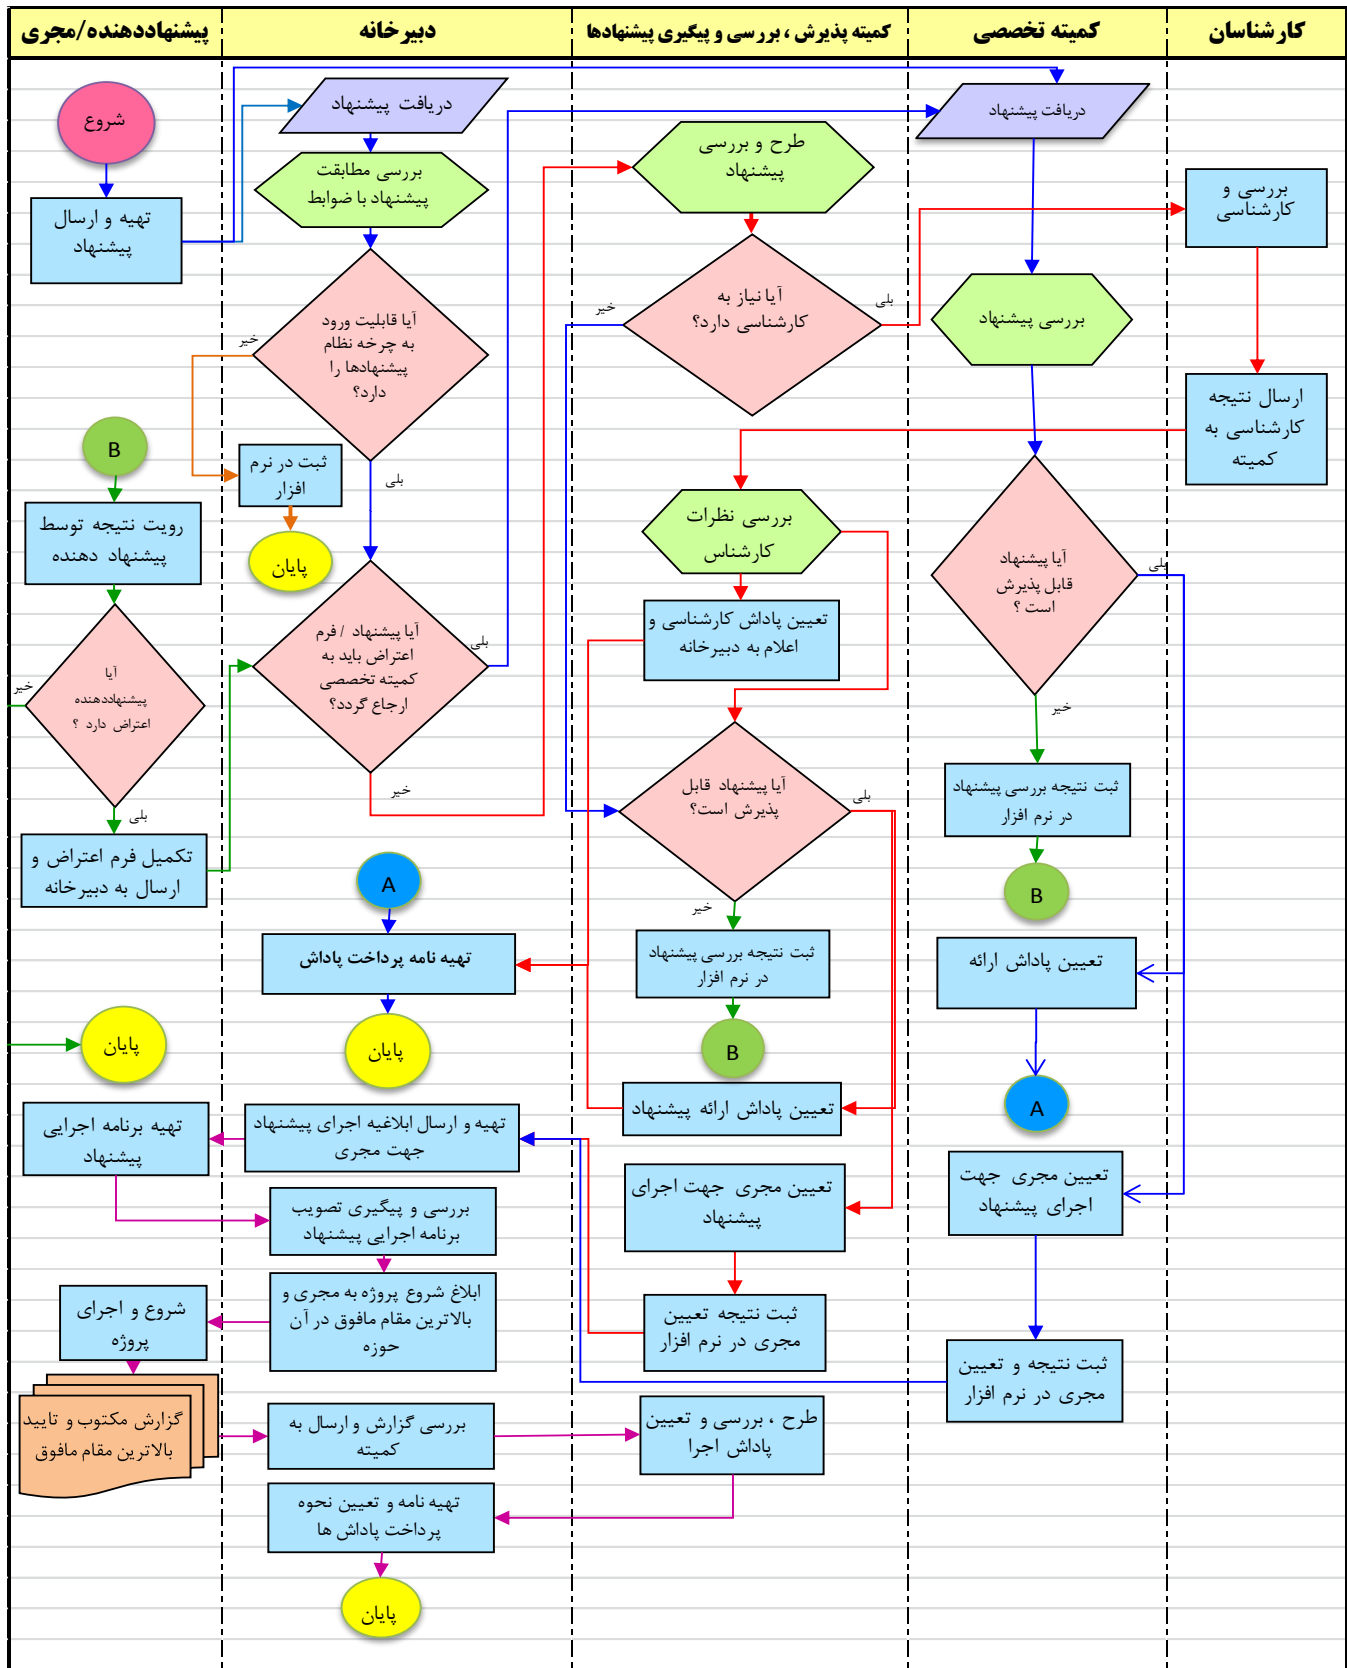 کارشناسان
کمیته تخصصی
کمیته پذیرش ، بررسی و پیگیری پیشنهادها
دبیرخانه
پیشنهاددهنده/مجری
شروع
تهیه و ارسال
پیشنهاد
دریافت پیشنهاد
بررسی مطابقت
پیشنهاد با ضوابط
آیا قابلیت ورود
به چرخه نظام
پیشنهادها را
دارد؟
خیر
بلی
ثبت در نرم
افزار
پایان
آیا پیشنهاد / فرم
اعتراض باید به
کمیته تخصصی
ارجاع گردد؟
بلی
خیر
طرح و بررسی
پیشنهاد
آیا نیاز به
کارشناسی دارد؟
خیر
بلی
دریافت پیشنهاد
بررسی پیشنهاد
بررسی و
کارشناسی
ارسال نتیجه
کارشناسی به
کمیته
بررسی نظرات
کارشناس
تعیین پاداش کارشناسی و
اعلام به دبیرخانه
آیا پیشنهاد
قابل پذیرش
است ؟
بلی
خیر
ثبت نتیجه بررسی پیشنهاد
در نرم افزار
B
B
رویت نتیجه توسط
پیشنهاد دهنده
آیا
پیشنهاددهنده
اعتراض دارد ؟
خیر
بلی
تکمیل فرم اعتراض و
ارسال به دبیرخانه
آیا پیشنهاد قابل
پذیرش است؟
بلی
خیر
ثبت نتیجه بررسی پیشنهاد
در نرم افزار
B
A
تهیه نامه پرداخت پاداش
پایان
پایان
تعیین پاداش ارائه
A
تعیین پاداش ارائه پیشنهاد
تعیین مجری جهت
اجرای پیشنهاد
تعیین مجری جهت اجرای
پیشنهاد
ثبت نتیجه تعیین
مجری در نرم افزار
ثبت نتیجه و تعیین
مجری در نرم افزار
تهیه و ارسال ابلاغیه اجرای پیشنهاد
جهت مجری
تهیه برنامه اجرایی
پیشنهاد
بررسی و پیگیری تصویب
برنامه اجرایی پیشنهاد
ابلاغ شروع پروژه به مجری و
بالاترین مقام مافوق در آن
حوزه
شروع و اجرای
پروژه
گزارش مکتوب و تایید
بالاترین مقام مافوق
بررسی گزارش و ارسال به
کمیته
طرح ، بررسی و تعیین
پاداش اجرا
تهیه نامه و تعیین نحوه
پرداخت پاداش ها
پایان